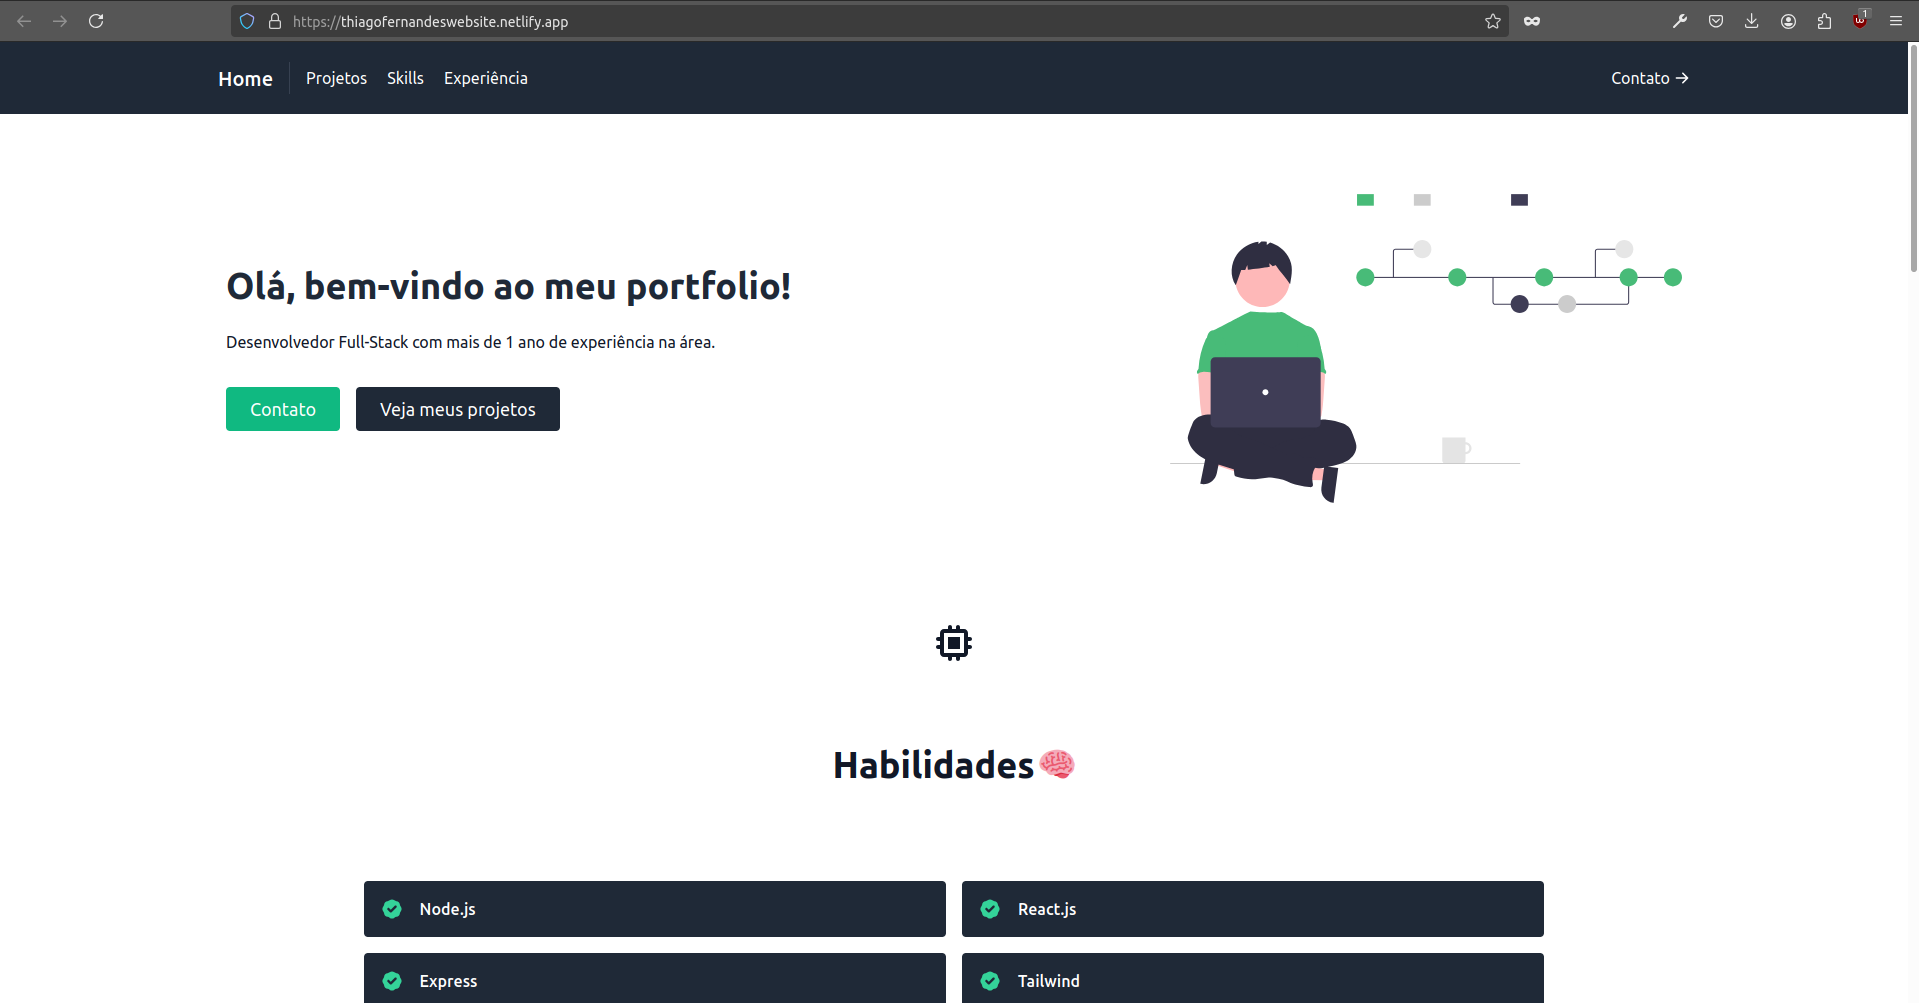 https://thiagofernandeswebsite.netlify.app
1
Home Projetos Skills Experiência Contato →
Olá, bem-vindo ao meu portfolio!
Desenvolvedor Full-Stack com mais de 1 ano de experiência na área.
Contato Veja meus projetos
Habilidades🧠
Node.js React.js
Express Tailwind